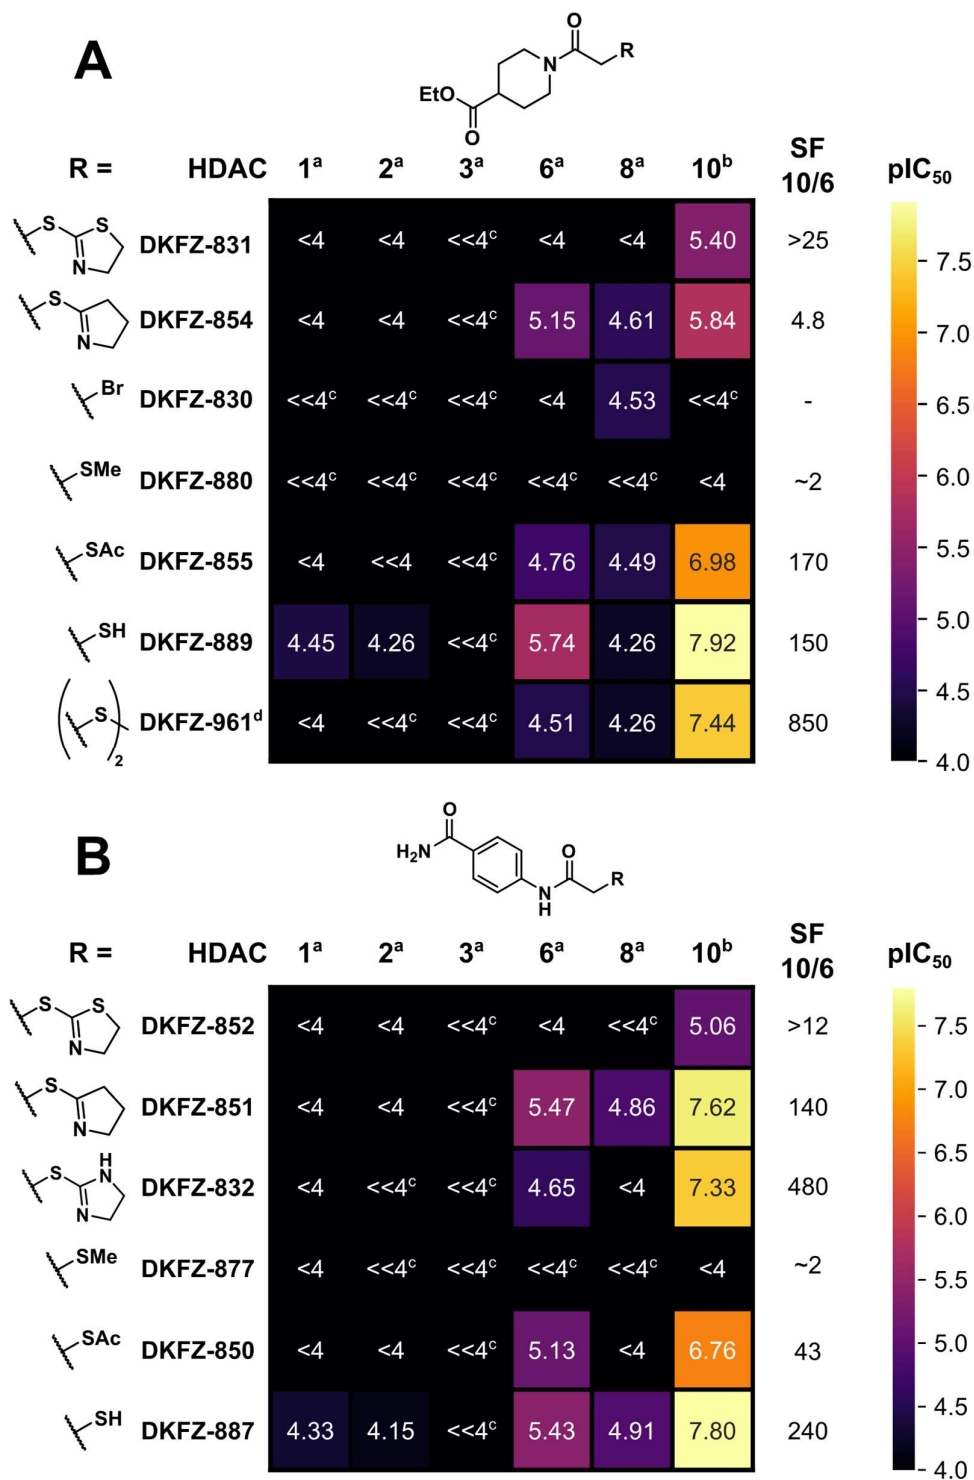 A
O
N
R
EtO
O
R = HDAC 1ᵃ 2ᵃ 3ᵃ 6ᵃ 8ᵃ 10ᵇ SF 10/6 pIC₅₀
S S N DKFZ-831 <4 <4 <<4ᶜ <4 <4 5.40 >25
S N DKFZ-854 <4 <4 <<4ᶜ 5.15 4.61 5.84 4.8
Br DKFZ-830 <<4ᶜ <<4ᶜ <<4ᶜ <4 4.53 <<4ᶜ -
SMe DKFZ-880 <<4ᶜ <<4ᶜ <<4ᶜ <<4ᶜ <<4ᶜ <4 ~2
SAc DKFZ-855 <4 <<4 <<4ᶜ 4.76 4.49 6.98 170
SH DKFZ-889 4.45 4.26 <<4ᶜ 5.74 4.26 7.92 150
( S )₂ DKFZ-961ᵈ <4 <<4ᶜ <<4ᶜ 4.51 4.26 7.44 850
7.5
7.0
6.5
6.0
5.5
5.0
4.5
4.0
B
O
H₂N
O
R
N
H
R = HDAC 1ᵃ 2ᵃ 3ᵃ 6ᵃ 8ᵃ 10ᵇ SF 10/6 pIC₅₀
S S N DKFZ-852 <4 <4 <<4ᶜ <4 <<4ᶜ 5.06 >12
S N DKFZ-851 <4 <4 <<4ᶜ 5.47 4.86 7.62 140
S H N N DKFZ-832 <4 <<4ᶜ <<4ᶜ 4.65 <4 7.33 480
SMe DKFZ-877 <4 <<4ᶜ <<4ᶜ <<4ᶜ <<4ᶜ <4 ~2
SAc DKFZ-850 <4 <4 <<4ᶜ 5.13 <4 6.76 43
SH DKFZ-887 4.33 4.15 <<4ᶜ 5.43 4.91 7.80 240
7.5
7.0
6.5
6.0
5.5
5.0
4.5
4.0